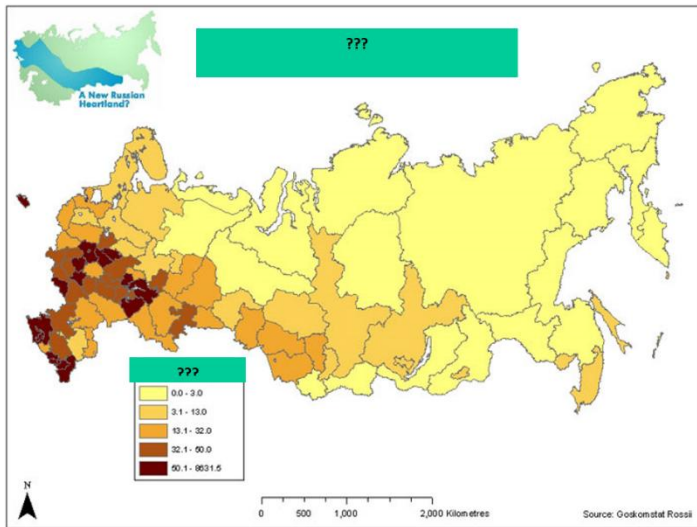 ???
A New Russian
Heartland?
???
0.0 - 3.0
3.1 - 13.0
13.1 - 32.0
32.1 - 50.0
50.1 - 8631.5
N
0 500 1,000 2,000 Kilometres
Source: Goskomstat Rossii